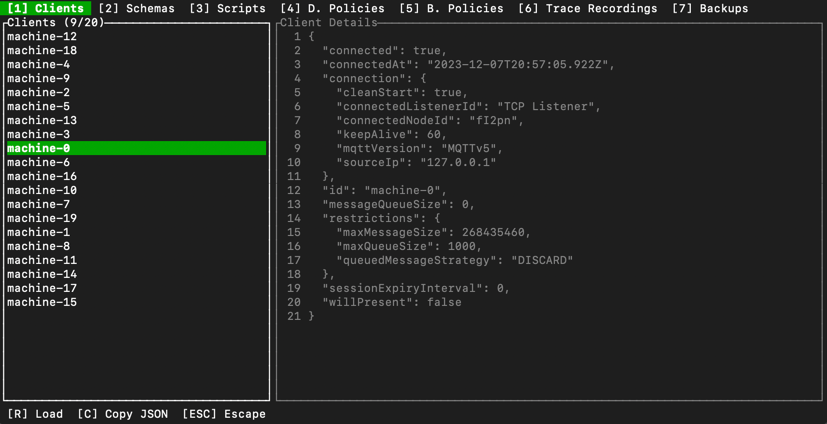 [1] Clients [2] Schemas [3] Scripts [4] D. Policies [5] B. Policies [6] Trace Recordings [7] Backups
Clients (9/20)
machine-12
machine-18
machine-4
machine-9
machine-2
machine-5
machine-13
machine-3
machine-0
machine-6
machine-16
machine-10
machine-7
machine-19
machine-1
machine-8
machine-11
machine-14
machine-17
machine-15
Client Details
1 {
2   "connected": true,
3   "connectedAt": "2023-12-07T20:57:05.922Z",
4   "connection": {
5     "cleanStart": true,
6     "connectedListenerId": "TCP Listener",
7     "connectedNodeId": "fI2pn",
8     "keepAlive": 60,
9     "mqttVersion": "MQTTv5",
10     "sourceIp": "127.0.0.1"
11   },
12   "id": "machine-0",
13   "messageQueueSize": 0,
14   "restrictions": {
15     "maxMessageSize": 268435460,
16     "maxQueueSize": 1000,
17     "queuedMessageStrategy": "DISCARD"
18   },
19   "sessionExpiryInterval": 0,
20   "willPresent": false
21 }
[R] Load [C] Copy JSON [ESC] Escape